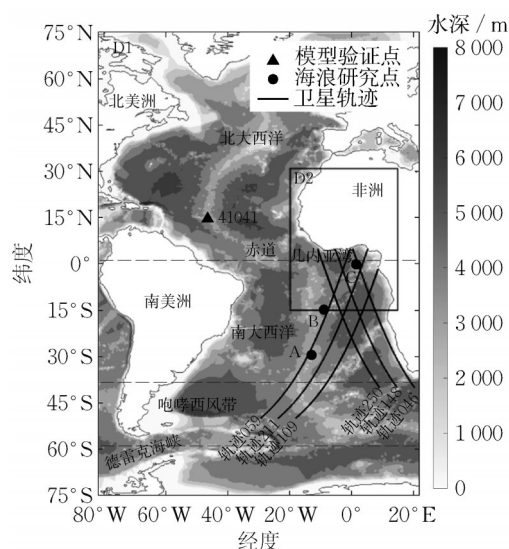 水深 / m
75°N
60°N
45°N
30°N
15°N
0°
15°S
30°S
45°S
60°S
75°S
纬度
D1
▲ 模型验证点
● 海浪研究点
— 卫星轨迹
北美洲
北大西洋
D2
非洲
41041
赤道
几内亚湾
C
南美洲
B
南大西洋
A
咆哮西风带
德雷克海峡
轨迹059
轨迹211
轨迹109
轨迹250
轨迹148
轨迹046
80°W
60°W
40°W
20°W
0°
20°E
经度
8 000
7 000
6 000
5 000
4 000
3 000
2 000
1 000
0